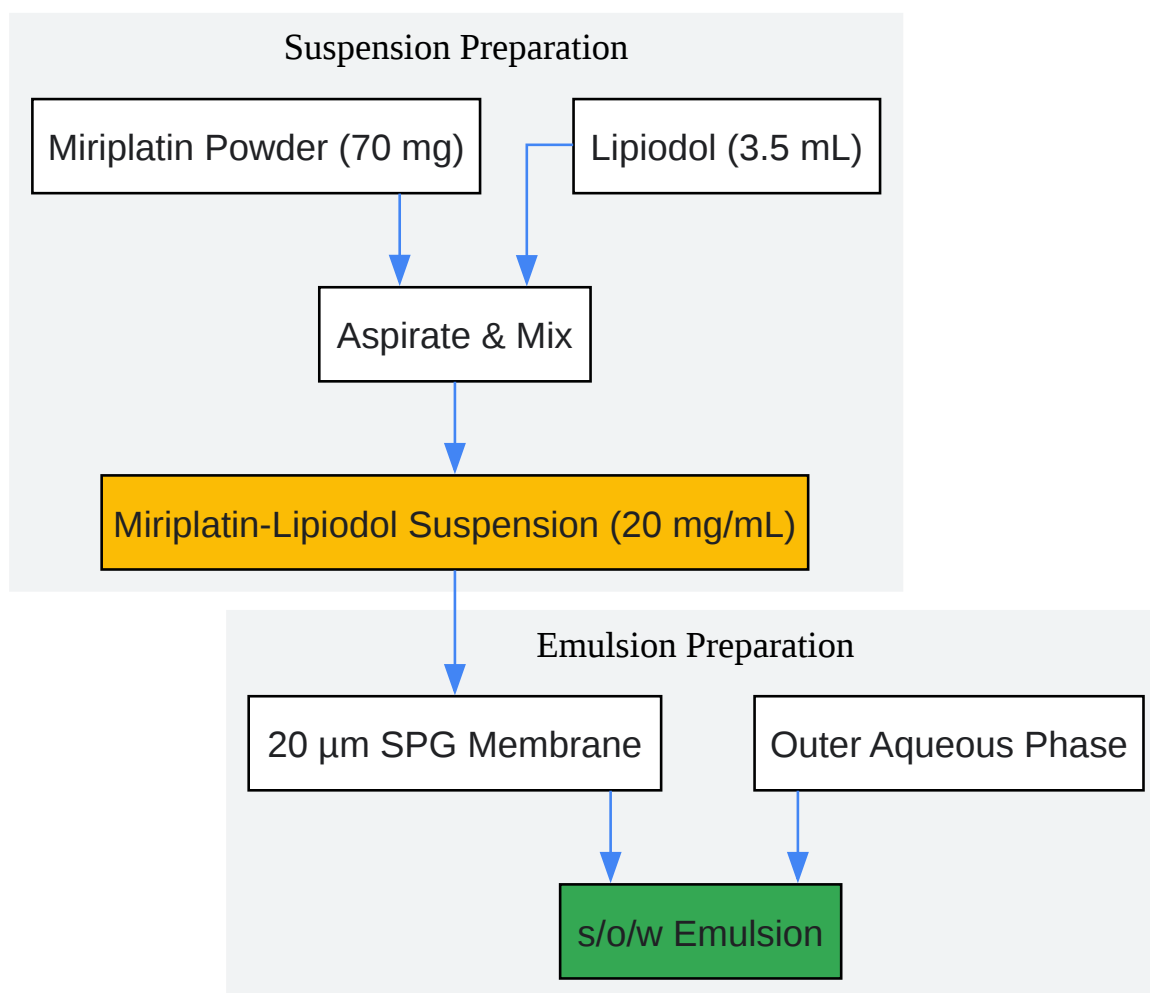 Suspension Preparation
Miriplatin Powder (70 mg)
Lipiodol (3.5 mL)
Aspirate & Mix
Miriplatin-Lipiodol Suspension (20 mg/mL)
Emulsion Preparation
20 µm SPG Membrane
Outer Aqueous Phase
s/o/w Emulsion